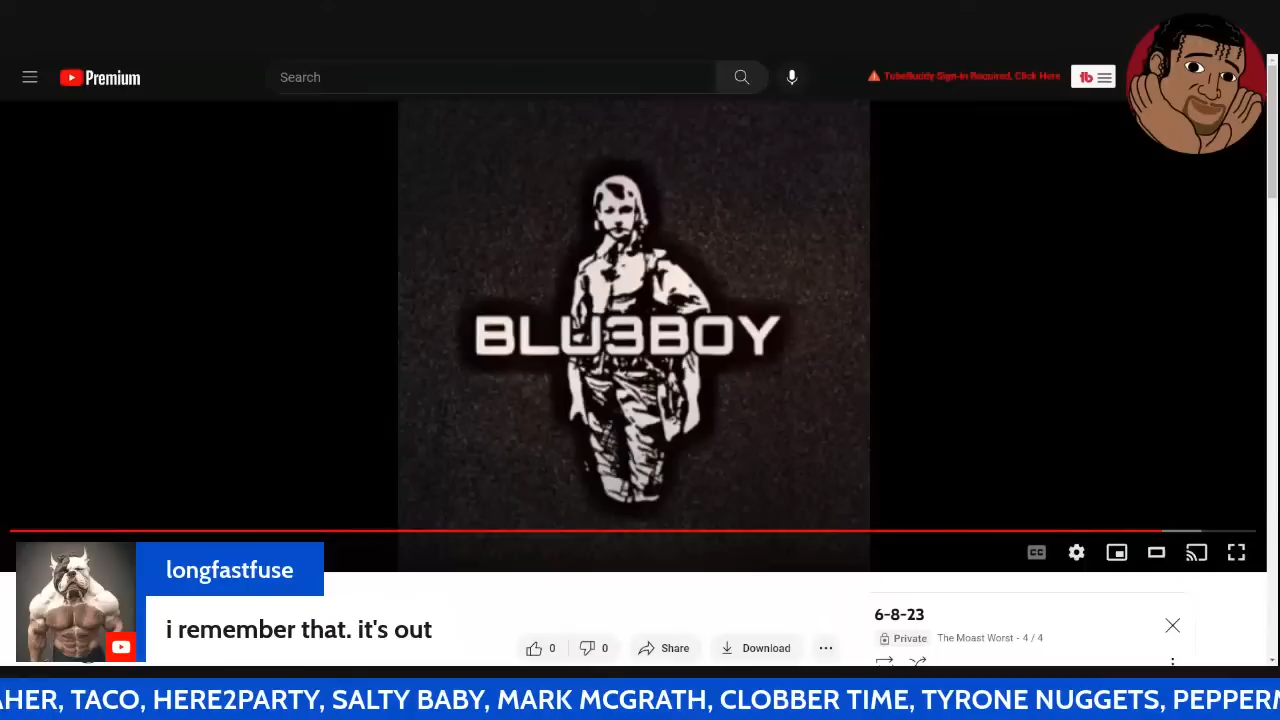 Premium
Search
TubeBuddy Sign-in Required, Click Here
tb
BLU3BOY
CC
longfastfuse
i remember that. it's out
0
0
Share
Download
6-8-23
Private
The Moast Worst - 4 / 4
AHER, TACO, HERE2PARTY, SALTY BABY, MARK MCGRATH, CLOBBER TIME, TYRONE NUGGETS, PEPPERM